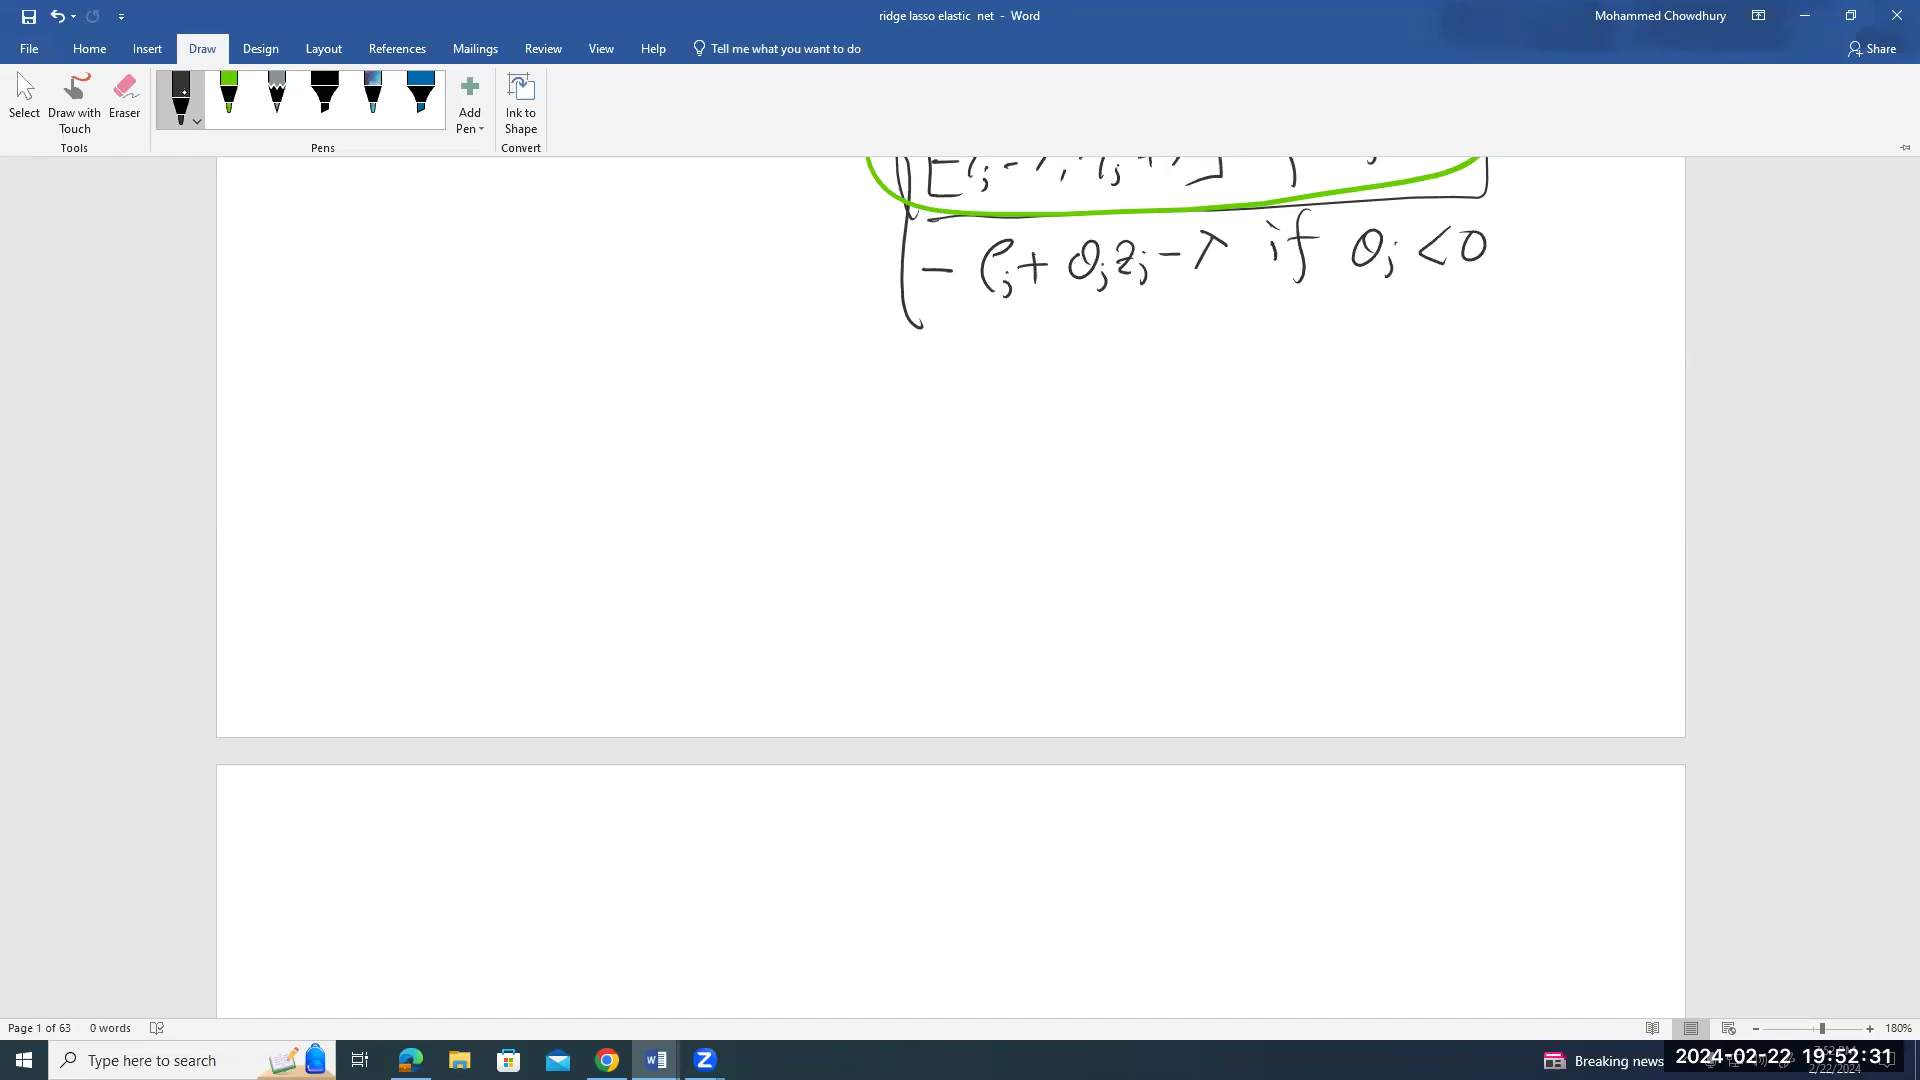 ridge lasso elastic net - Word
Mohammed Chowdhury
File Home Insert Draw Design Layout References Mailings Review View Help Tell me what you want to do
Share
Select
Draw with Touch
Eraser
Add Pen
Ink to Shape
Tools
Pens
Convert
- ρj + θj zj - λ if θj < 0
Page 1 of 63 0 words
180%
Type here to search
Breaking news
2024-02-22 19:52:31
2/22/2024